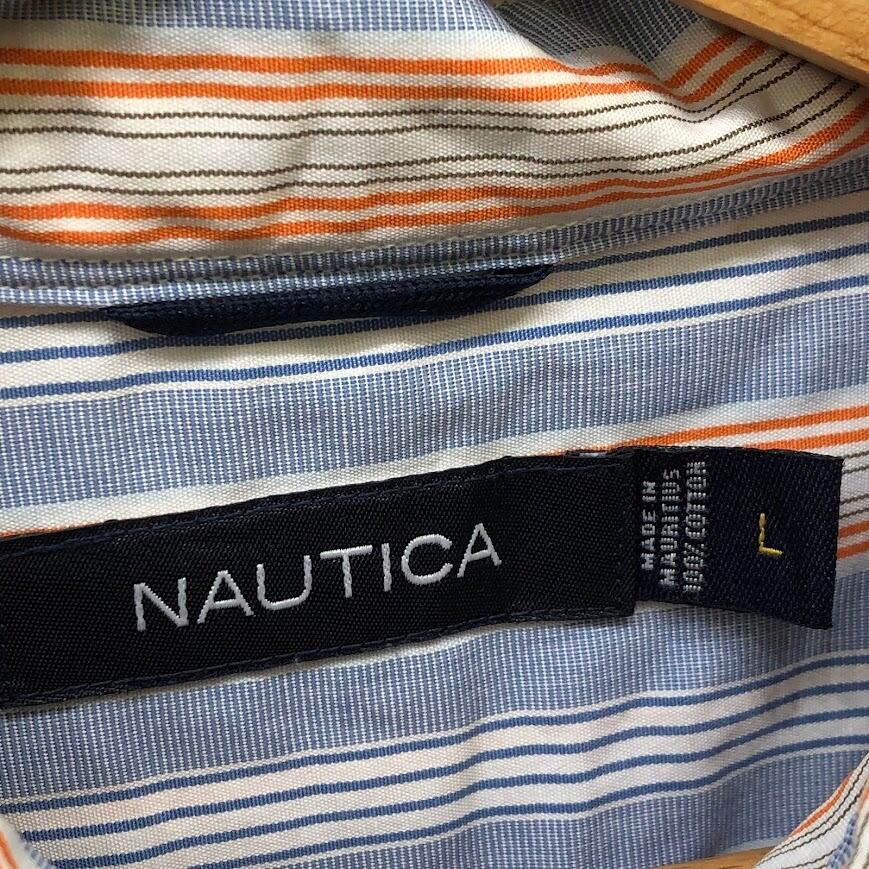 NAUTICA
MADE IN
MAURITIUS
100% COTTON
L